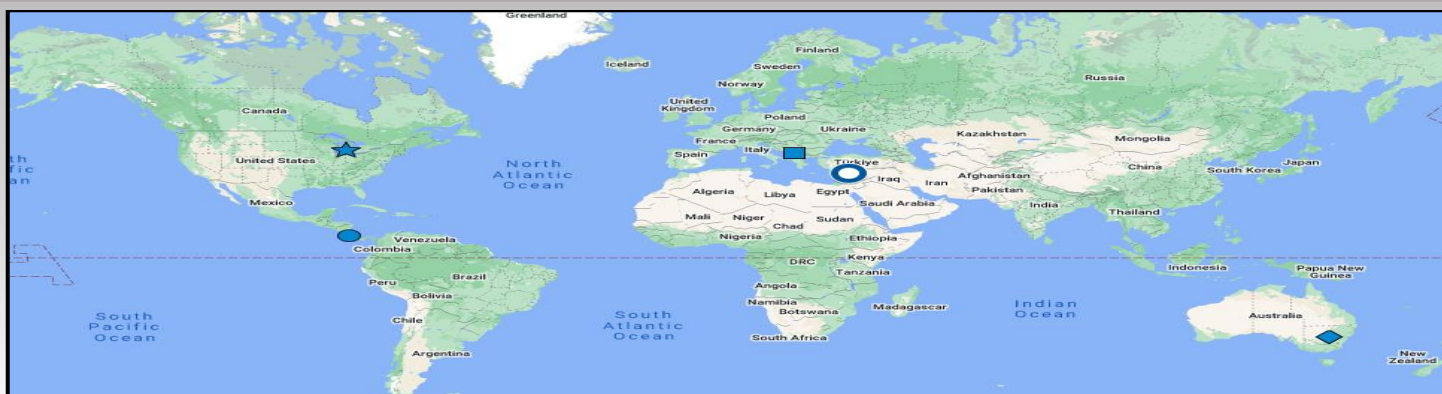 Greenland
Iceland
Finland
Sweden
Norway
Russia
Canada
United
Kingdom
Poland
Germany
Ukraine
France
Kazakhstan
Mongolia
Italy
Spain
United States
th
fic
an
North
Atlantic
Ocean
Türkiye
Japan
China
South Korea
Afghanistan
Iraq
Iran
Pakistan
Algeria
Libya
Egypt
Mexico
Saudi Arabia
India
Mali
Niger
Chad
Sudan
Thailand
Nigeria
Ethiopia
Venezuela
Colombia
DRC
Kenya
Tanzania
Indonesia
Papua New
Guinea
Brazil
Peru
Angola
Bolivia
Namibia
Botswana
Madagascar
Indian
Ocean
South
Pacific
Ocean
South
Atlantic
Ocean
Chile
Australia
South Africa
Argentina
New
Zealand